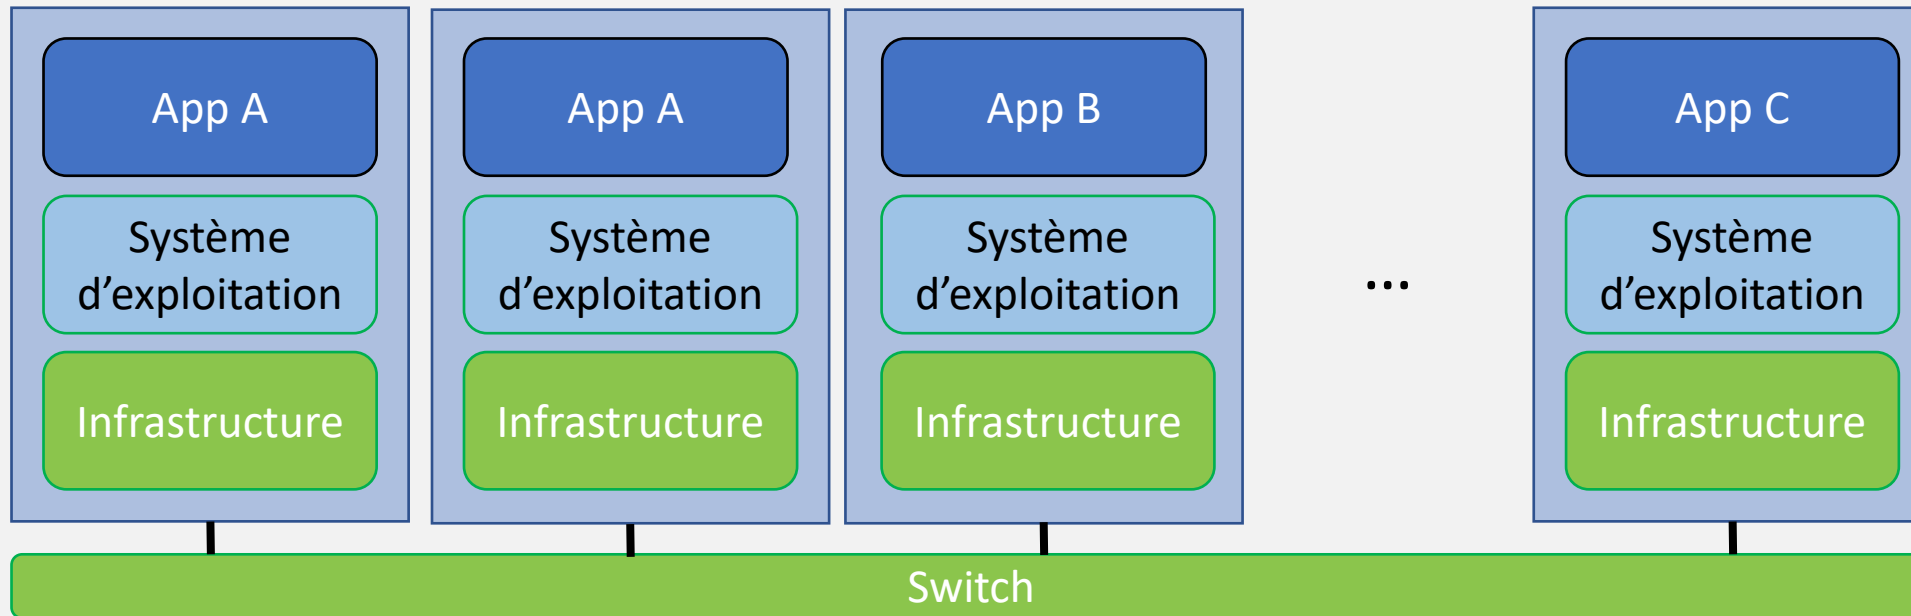 App A
Système
d’exploitation
Infrastructure
App A
Système
d’exploitation
Infrastructure
App B
Système
d’exploitation
Infrastructure
...
App C
Système
d’exploitation
Infrastructure
Switch